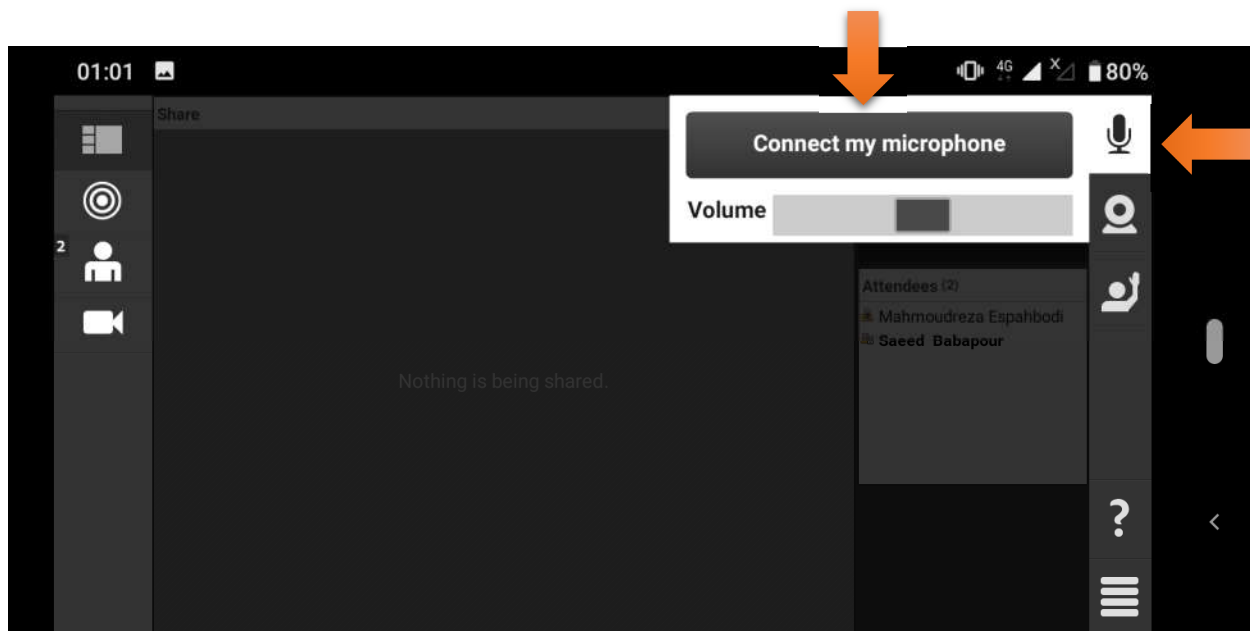 01:01
4G
X
80%
Share
Connect my microphone
Volume
2
Attendees (2)
Mahmoudreza Espahbodi
Saeed Babapour
Nothing is being shared.
?